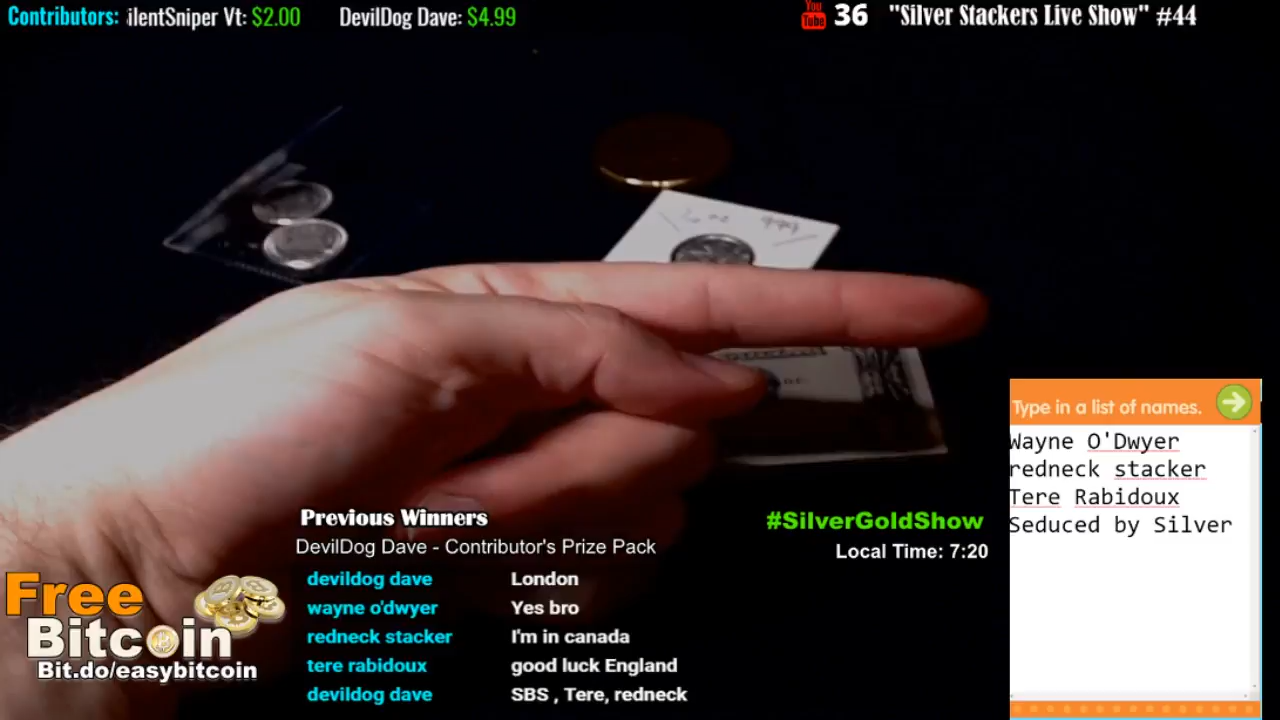 Contributors: ilentSniper Vt: $2.00 DevilDog Dave: $4.99
You Tube 36 "Silver Stackers Live Show" #44
999
Type in a list of names.
Wayne O'Dwyer
redneck stacker
Tere Rabidoux
Seduced by Silver
Previous Winners
DevilDog Dave - Contributor's Prize Pack
#SilverGoldShow
Local Time: 7:20
devildog dave London
wayne o'dwyer Yes bro
redneck stacker I'm in canada
tere rabidoux good luck England
devildog dave SBS , Tere, redneck
Free
Bitcoin
Bit.do/easybitcoin